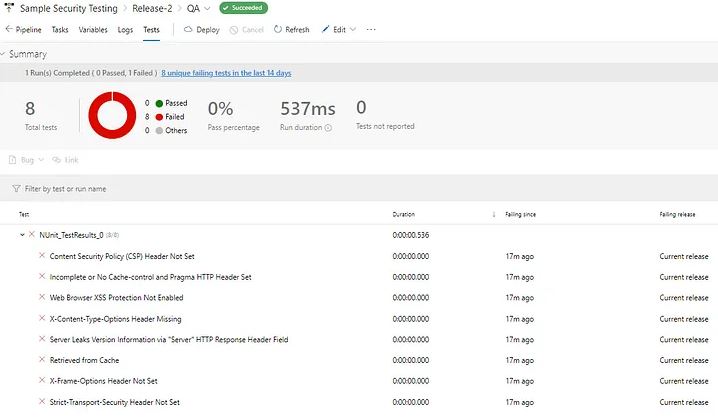 Sample Security Testing > Release-2 > QA Succeeded
Pipeline Tasks Variables Logs Tests Deploy Cancel Refresh Edit ...
Summary
1 Run(s) Completed ( 0 Passed, 1 Failed ) 8 unique failing tests in the last 14 days
8
Total tests
0 Passed
8 Failed
0 Others
0%
Pass percentage
537ms
Run duration
0
Tests not reported
Bug Link
Filter by test or run name
Test Duration Failing since Failing release
NUnit_TestResults_0 (8/8) 0:00:00.536
Content Security Policy (CSP) Header Not Set 0:00:00.000 17m ago Current release
Incomplete or No Cache-control and Pragma HTTP Header Set 0:00:00.000 17m ago Current release
Web Browser XSS Protection Not Enabled 0:00:00.000 17m ago Current release
X-Content-Type-Options Header Missing 0:00:00.000 17m ago Current release
Server Leaks Version Information via "Server" HTTP Response Header Field 0:00:00.000 17m ago Current release
Retrieved from Cache 0:00:00.000 17m ago Current release
X-Frame-Options Header Not Set 0:00:00.000 17m ago Current release
Strict-Transport-Security Header Not Set 0:00:00.000 17m ago Current release